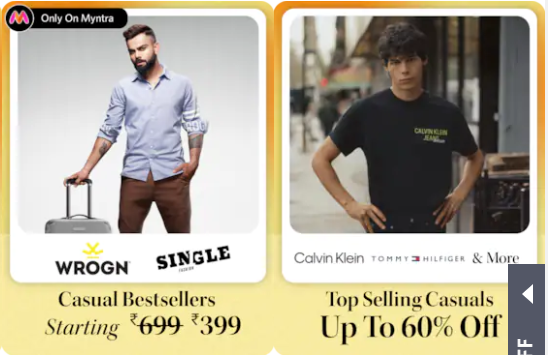 Only On Myntra
WROGN
SINGLE
Casual Bestsellers
Starting ₹699 ₹399
CALVIN KLEIN
JEANS
Calvin Klein TOMMY HILFIGER & More
Top Selling Casuals
Up To 60% Off
FF